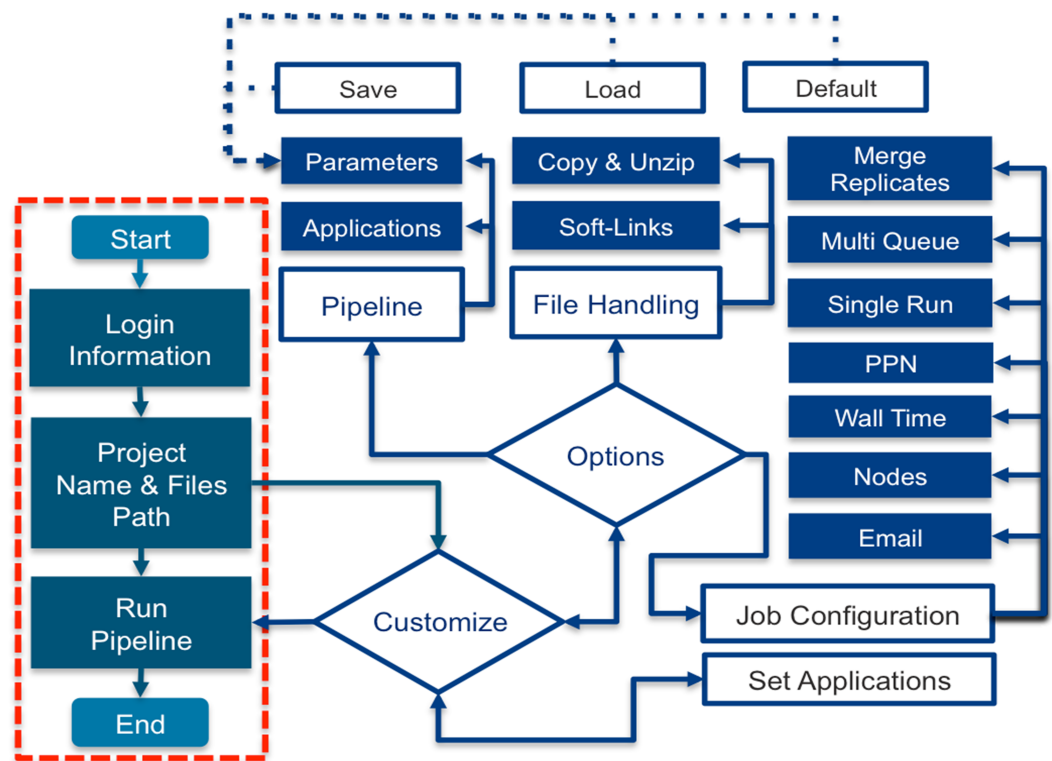 Save
Load
Default
Parameters
Copy & Unzip
Merge
Replicates
Applications
Soft-Links
Multi Queue
Start
Pipeline
File Handling
Single Run
Login
Information
PPN
Wall Time
Project
Name & Files
Path
Options
Nodes
Email
Run
Pipeline
Customize
Job Configuration
Set Applications
End